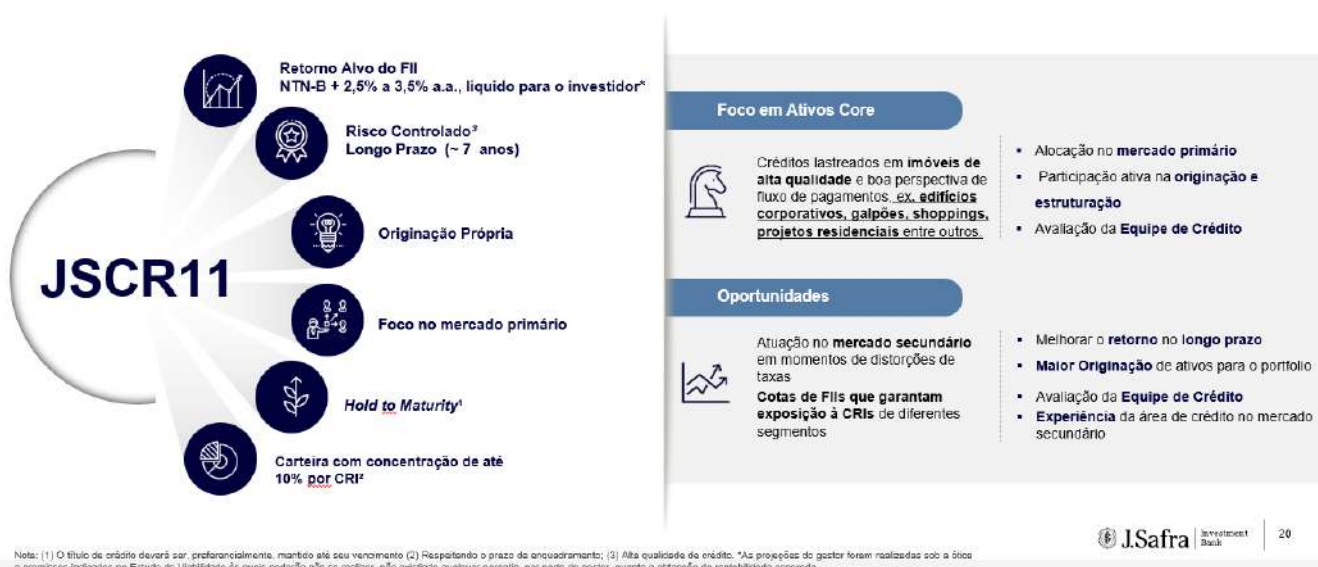 Retorno Alvo do FII
NTN-B + 2,5% a 3,5% a.a., liquido para o investidor*
Risco Controlado³
Longo Prazo (~ 7 anos)
Originação Própria
JSCR11
Foco no mercado primário
Hold to Maturity¹
Carteira com concentração de até
10% por CRI²
Foco em Ativos Core
Créditos lastreados em imóveis de
alta qualidade e boa perspectiva de
fluxo de pagamentos, ex. edifícios
corporativos, galpões, shoppings,
projetos residenciais entre outros.
▪ Alocação no mercado primário
▪ Participação ativa na originação e
estruturação
▪ Avaliação da Equipe de Crédito
Oportunidades
Atuação no mercado secundário
em momentos de distorções de
taxas
Cotas de FIIs que garantam
exposição à CRIs de diferentes
segmentos
▪ Melhorar o retorno no longo prazo
▪ Maior Originação de ativos para o portfolio
▪ Avaliação da Equipe de Crédito
▪ Experiência da área de crédito no mercado
secundário
J.Safra Investment
Bank
20
Nota: (1) O título de crédito deverá ser, preferancialmente, mantido até seu vencimento (2) Respeitando o prazo de enquadramento; (3) Alta qualidade de crédito. *As projeções do gestor foram realizadas sob a ótica